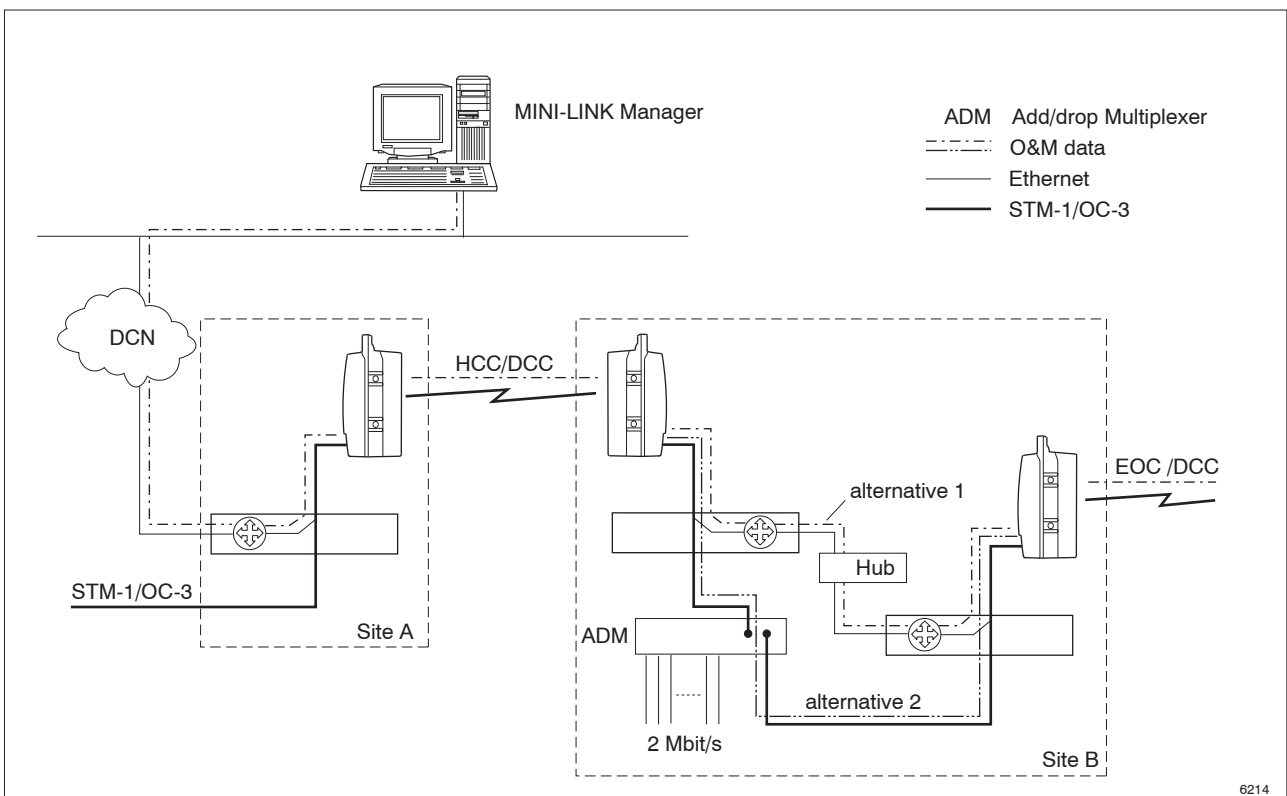 MINI-LINK Manager
ADM Add/drop Multiplexer
O&M data
Ethernet
STM-1/OC-3
DCN
HCC/DCC
EOC /DCC
alternative 1
Hub
STM-1/OC-3
Site A
ADM
alternative 2
2 Mbit/s
Site B
6214